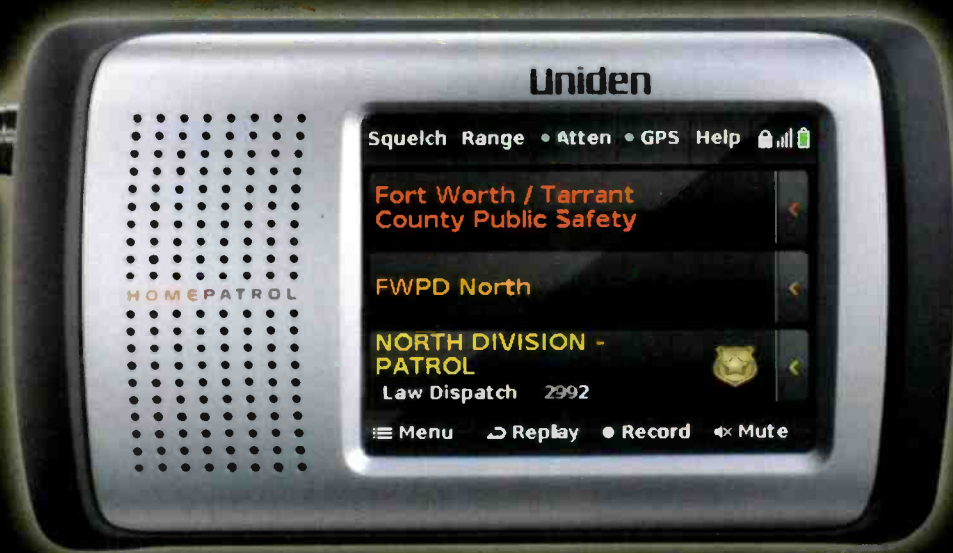 Uniden
Squelch Range • Atten • GPS Help
Fort Worth / Tarrant
County Public Safety
HOMEPATROL
FWPD North
NORTH DIVISION -
PATROL
Law Dispatch 2992
Menu Replay Record Mute